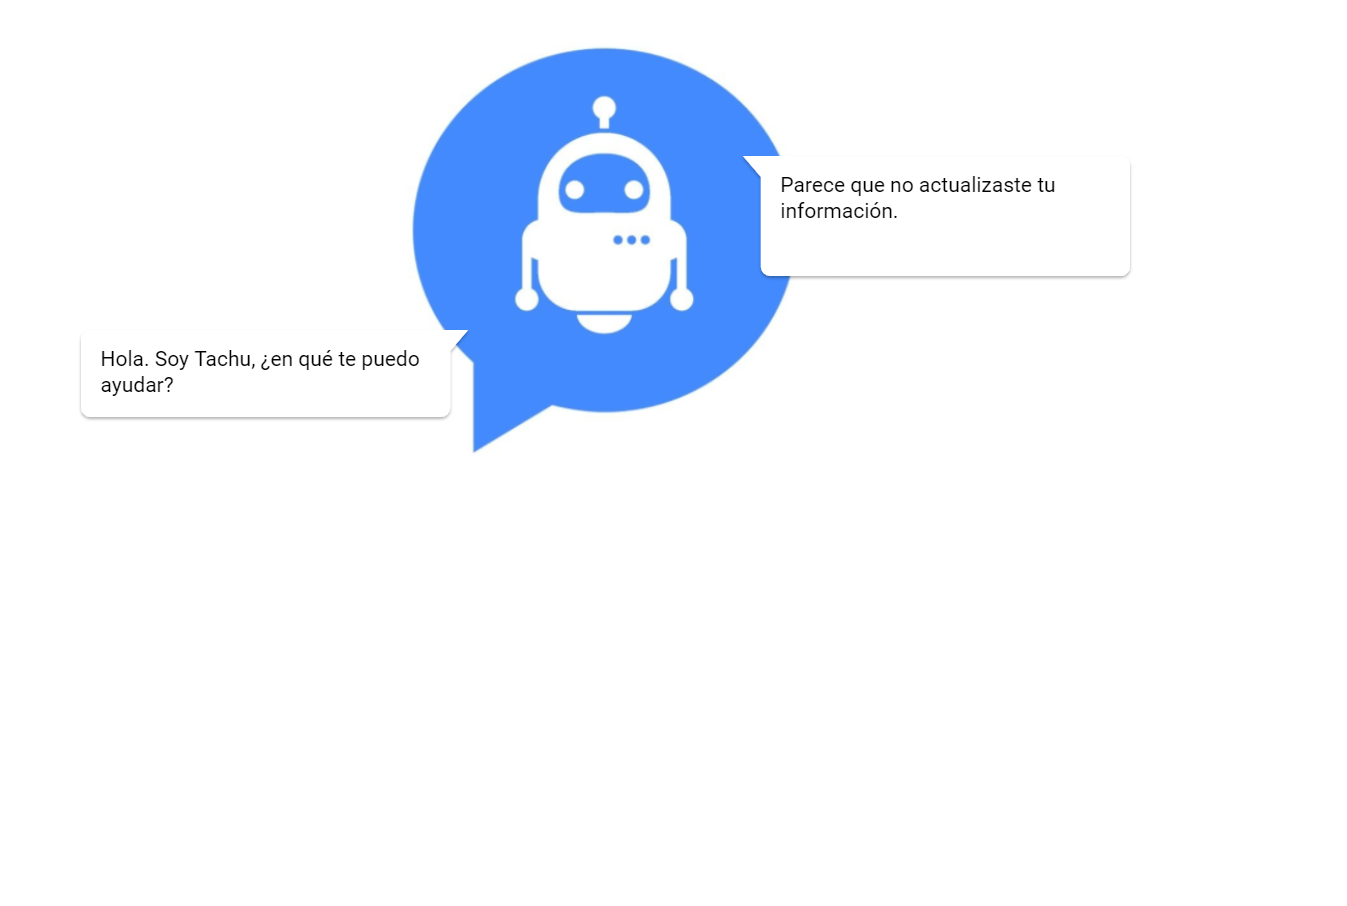 Parece que no actualizaste tu
información.
Hola. Soy Tachu, ¿en qué te puedo
ayudar?